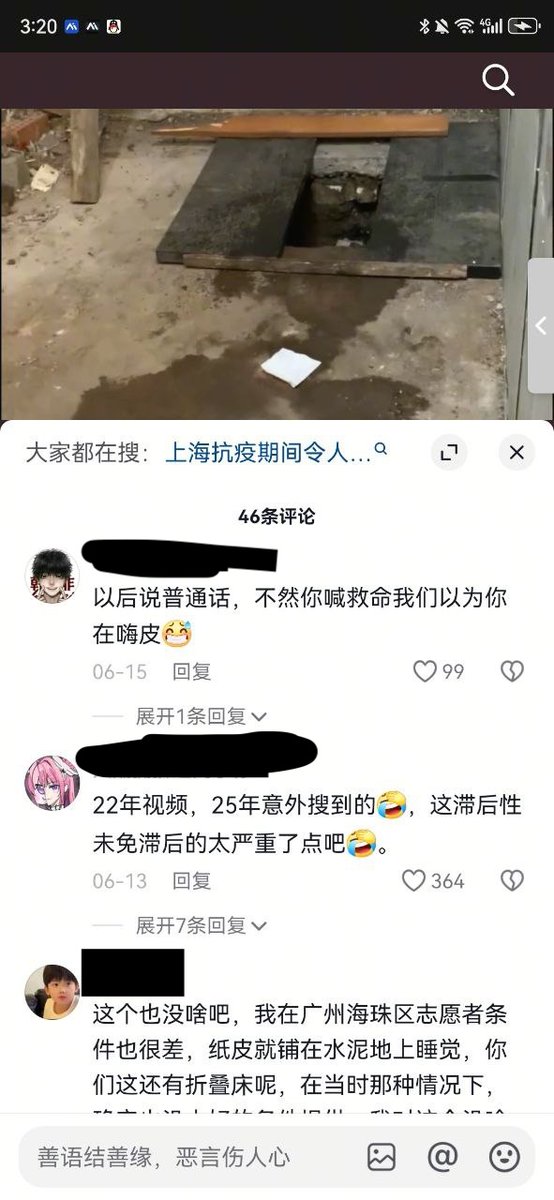 3:20
4G
大家都在搜：上海抗疫期间令人...
46条评论
以后说普通话，不然你喊救命我们以为你
在嗨皮😷
06-15 回复 99
展开1条回复
22年视频，25年意外搜到的🤣，这滞后性
未免滞后的太严重了点吧🤣。
06-13 回复 364
展开7条回复
这个也没啥吧，我在广州海珠区志愿者条
件也很差，纸皮就铺在水泥地上睡觉，你
们这还有折叠床呢，在当时那种情况下，
善语结善缘，恶言伤人心